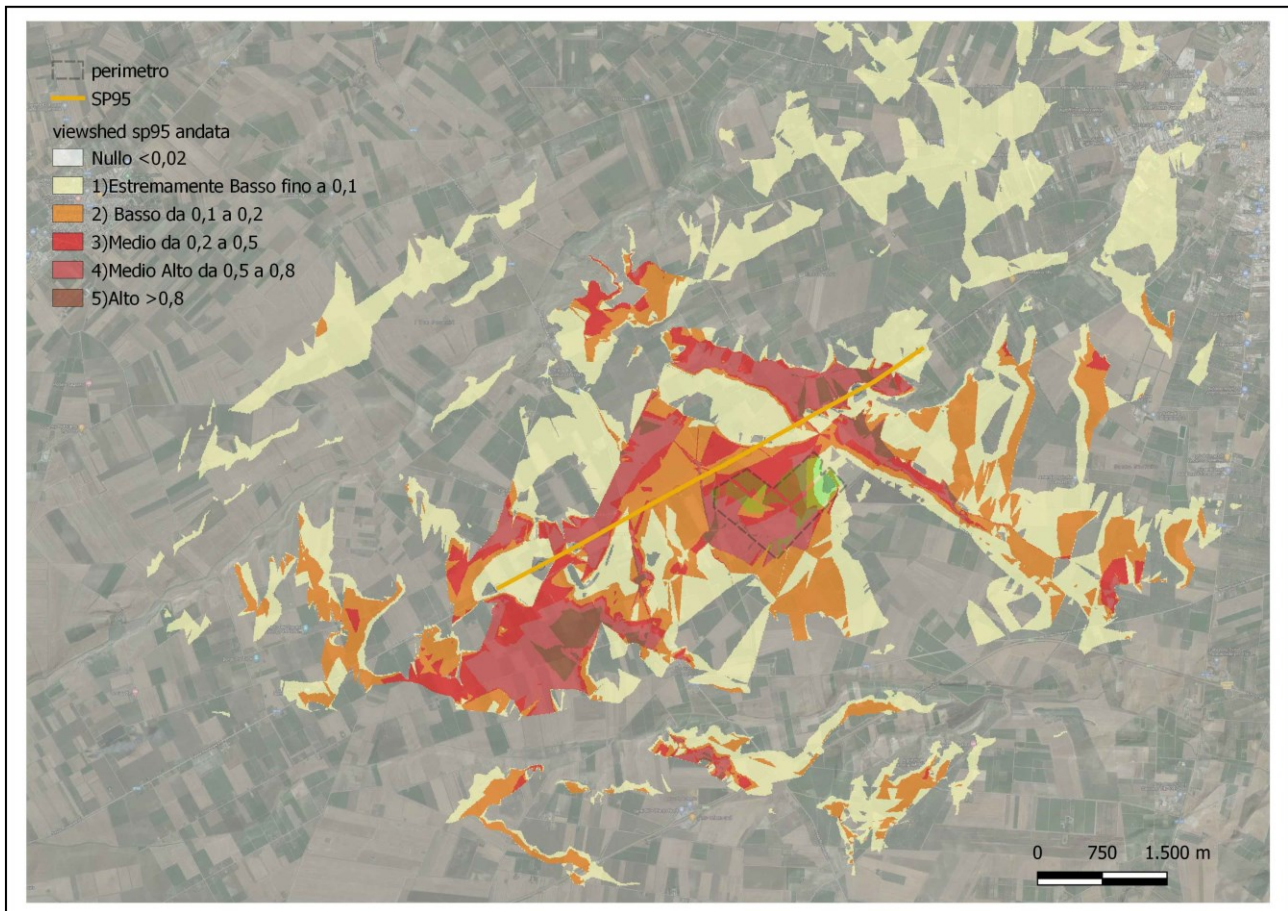 perimetro
SP95
viewshed sp95 andata
Nullo <0,02
1)Estremamente Basso fino a 0,1
2) Basso da 0,1 a 0,2
3)Medio da 0,2 a 0,5
4)Medio Alto da 0,5 a 0,8
5)Alto >0,8
0 750 1.500 m